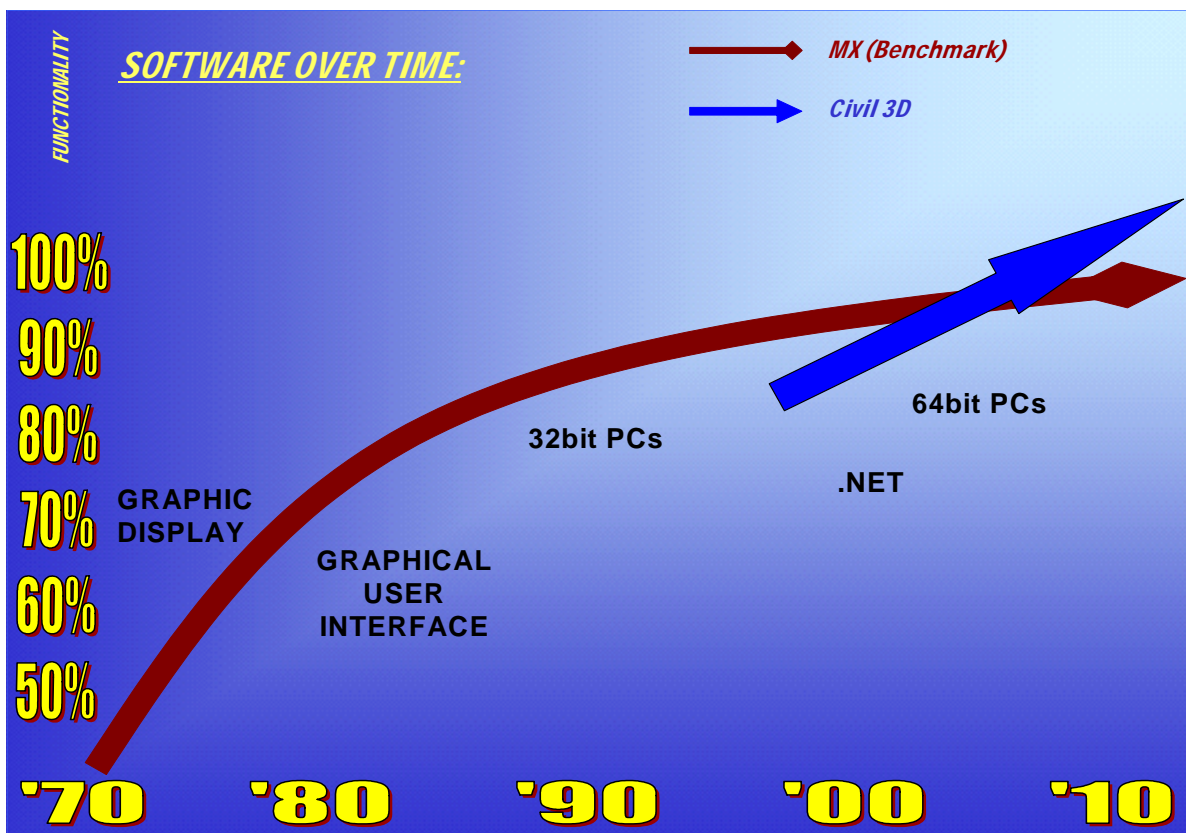 FUNCTIONALITY
SOFTWARE OVER TIME:
MX (Benchmark)
Civil 3D
100%
90%
80%
70%
60%
50%
GRAPHIC
DISPLAY
GRAPHICAL
USER
INTERFACE
32bit PCs
64bit PCs
.NET
'70
'80
'90
'00
'10